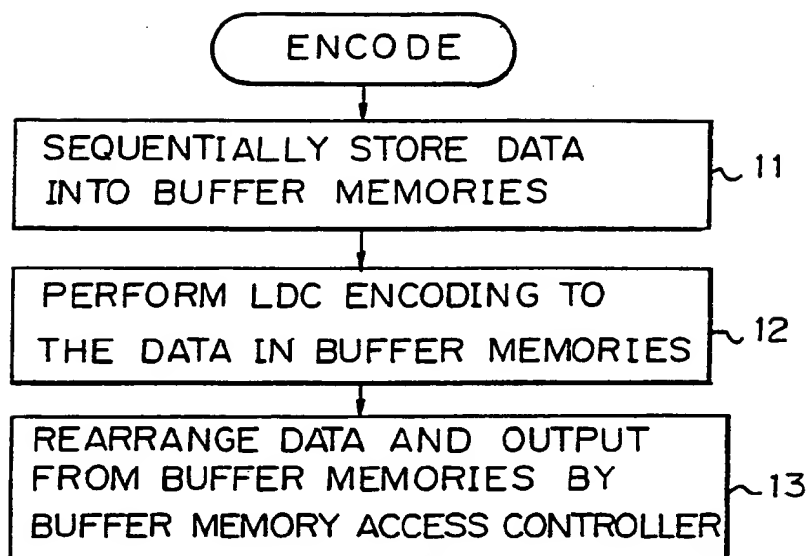 ENCODE
SEQUENTIALLY STORE DATA
INTO BUFFER MEMORIES
11
PERFORM LDC ENCODING TO
THE DATA IN BUFFER MEMORIES
12
REARRANGE DATA AND OUTPUT
FROM BUFFER MEMORIES BY
BUFFER MEMORY ACCESS CONTROLLER
13